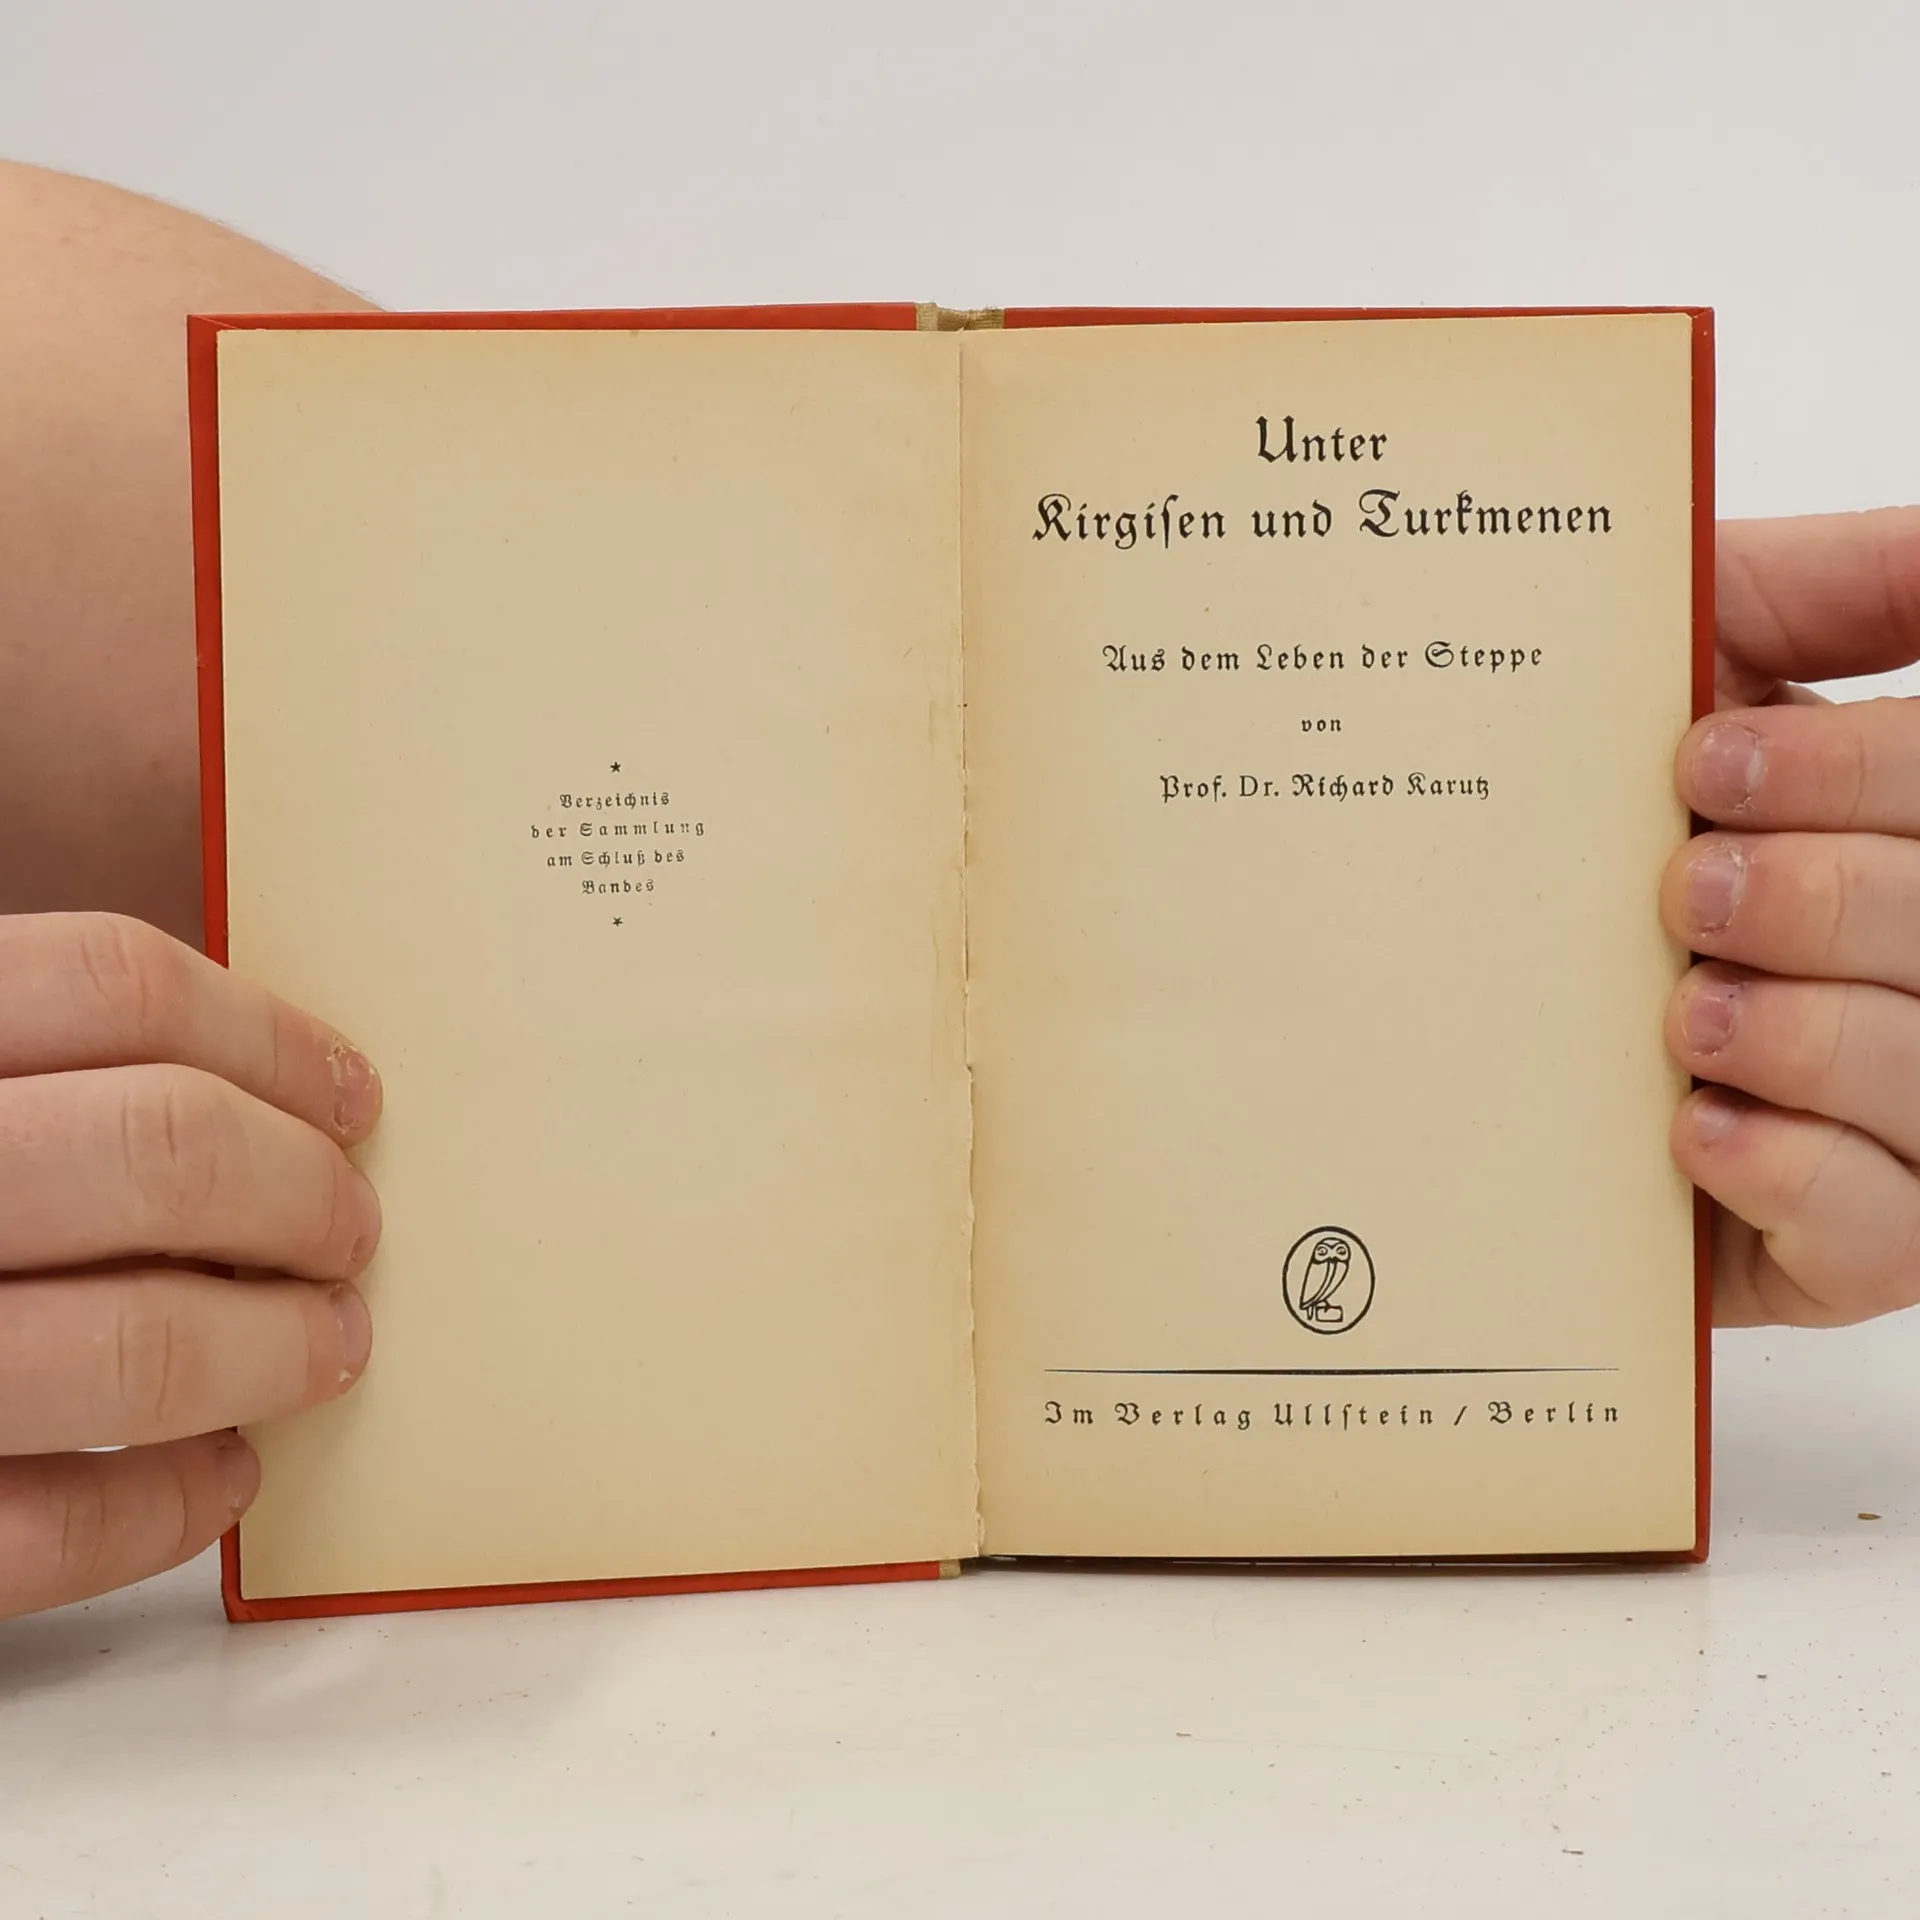 ★
Verzeichnis
der Sammlung
am Schluß des
Bandes
★
Unter
Kirgiſen und Turkmenen
Aus dem Leben der Steppe
von
Prof. Dr. Richard Karutz
Im Verlag Ullſtein / Berlin